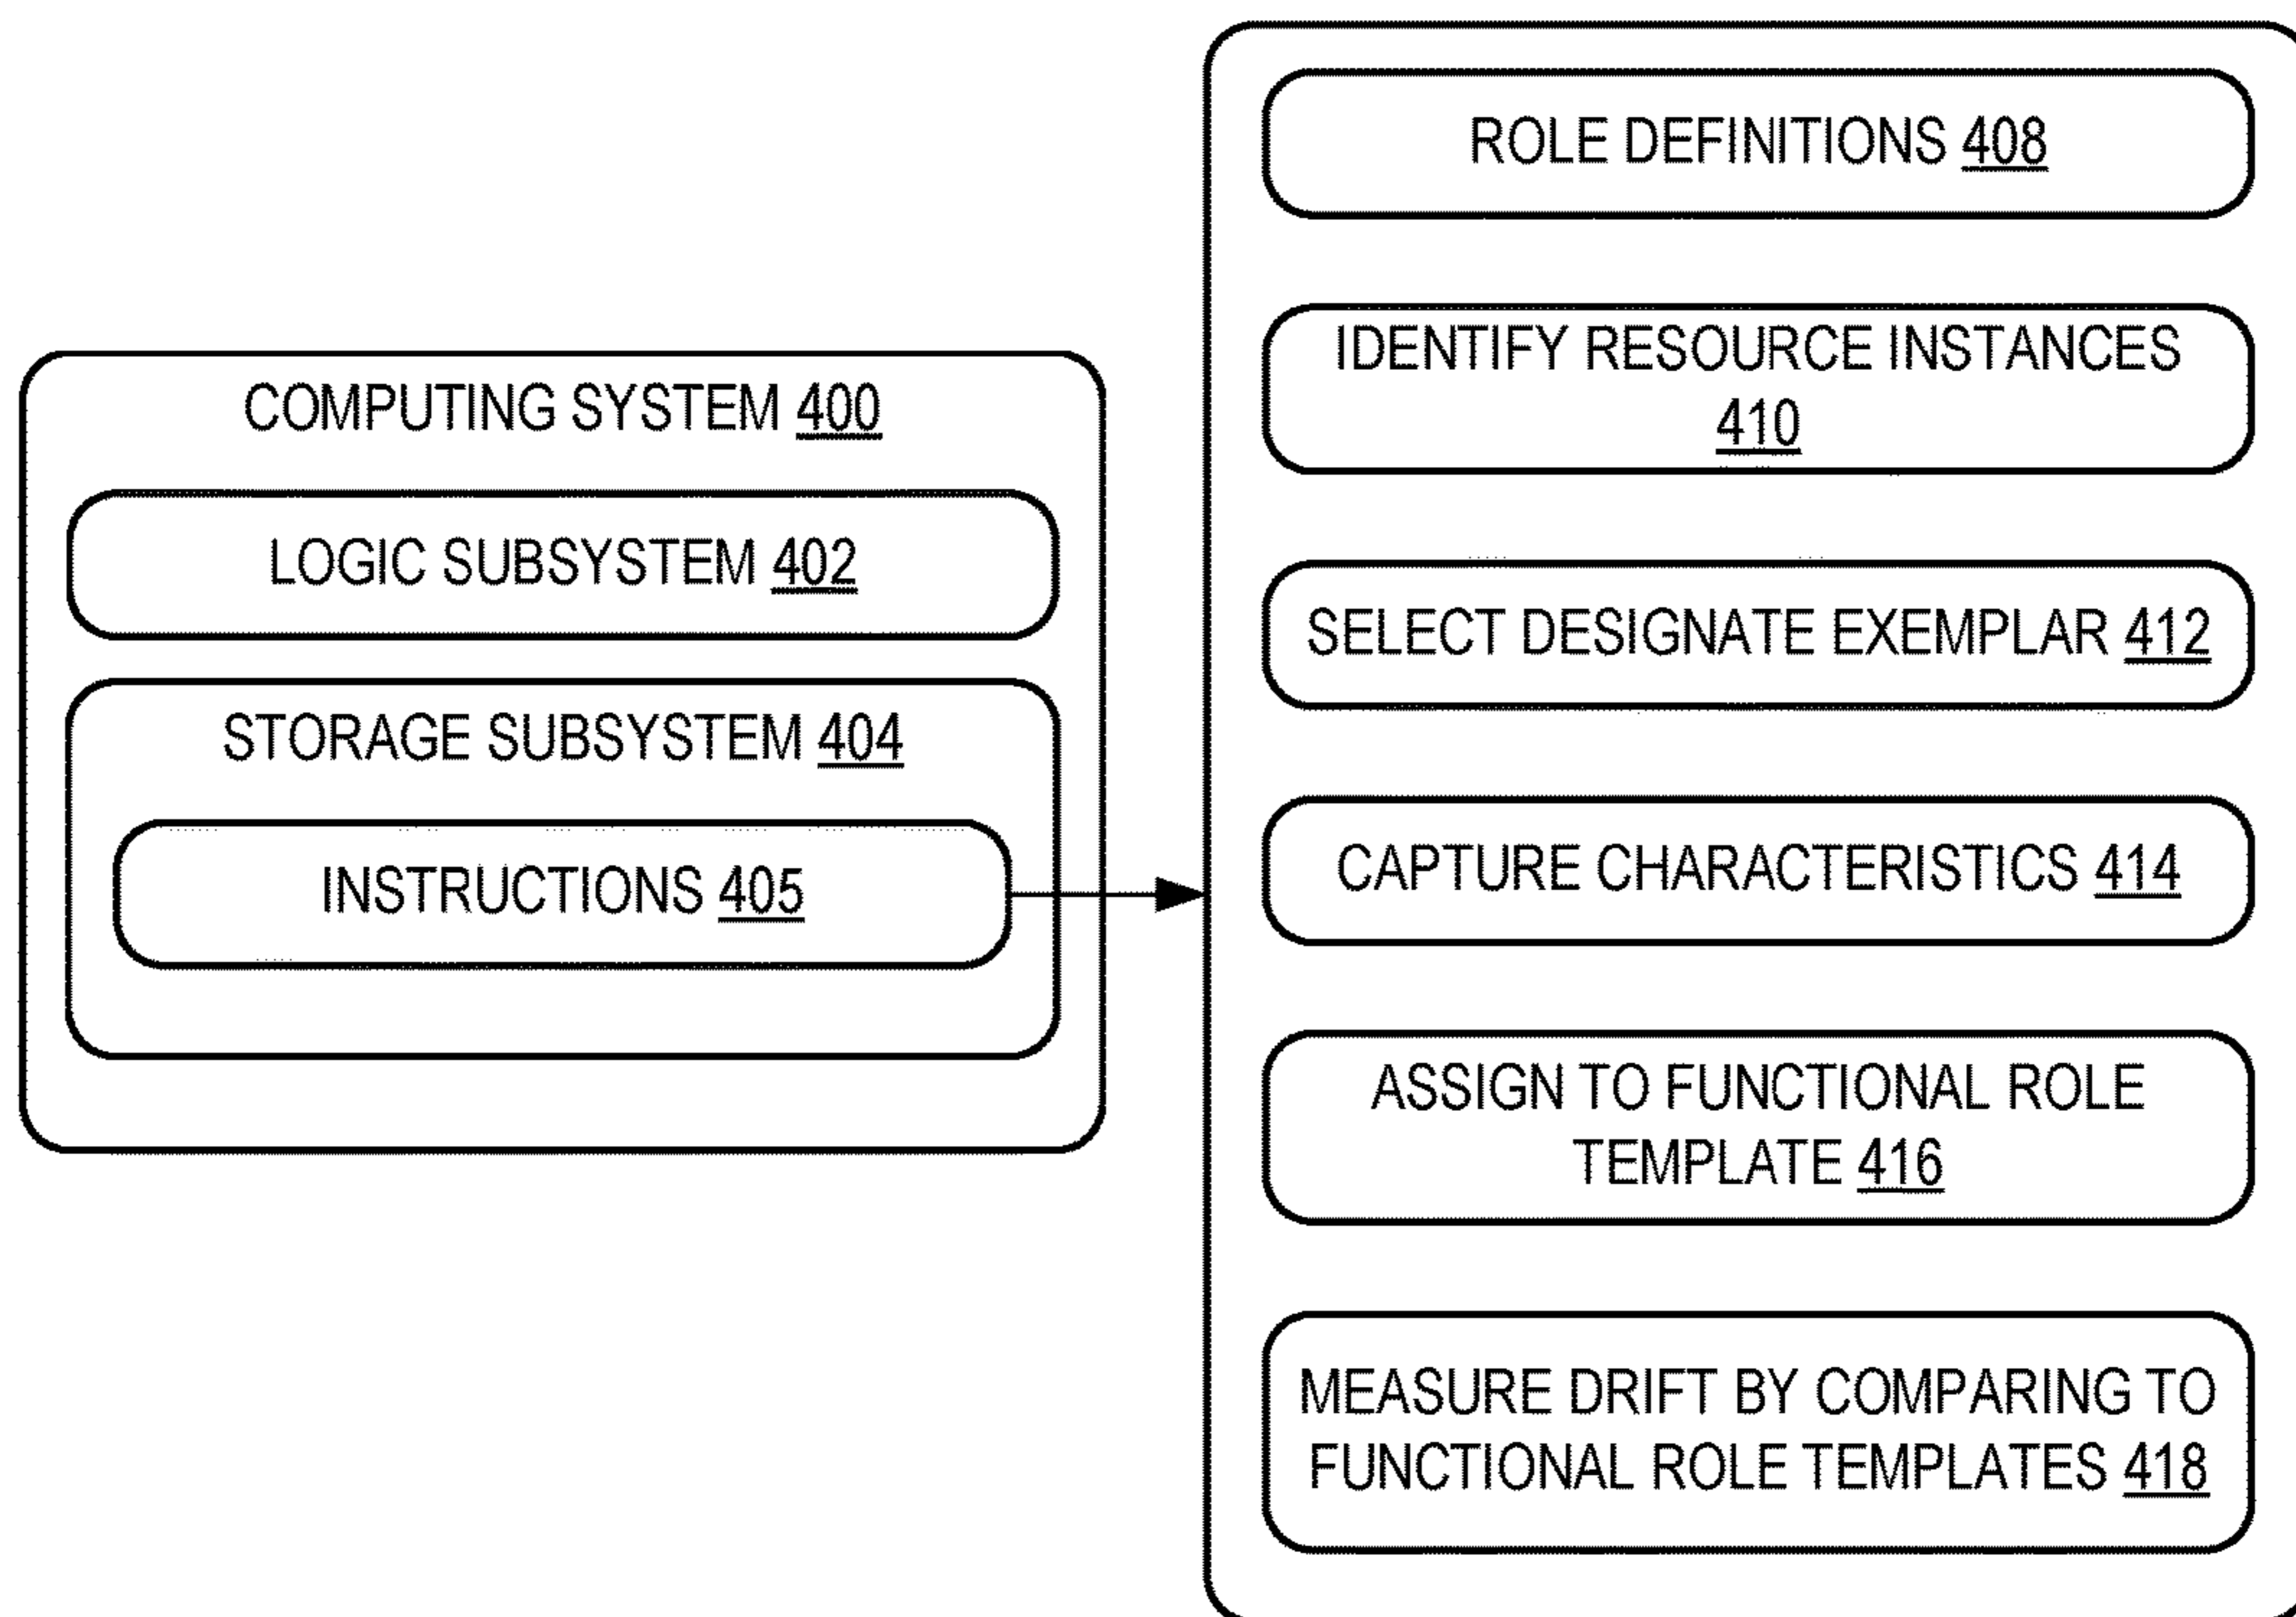 COMPUTING SYSTEM 400
LOGIC SUBSYSTEM 402
STORAGE SUBSYSTEM 404
INSTRUCTIONS 405
ROLE DEFINITIONS 408
IDENTIFY RESOURCE INSTANCES
410
SELECT DESIGNATE EXEMPLAR 412
CAPTURE CHARACTERISTICS 414
ASSIGN TO FUNCTIONAL ROLE
TEMPLATE 416
MEASURE DRIFT BY COMPARING TO
FUNCTIONAL ROLE TEMPLATES 418